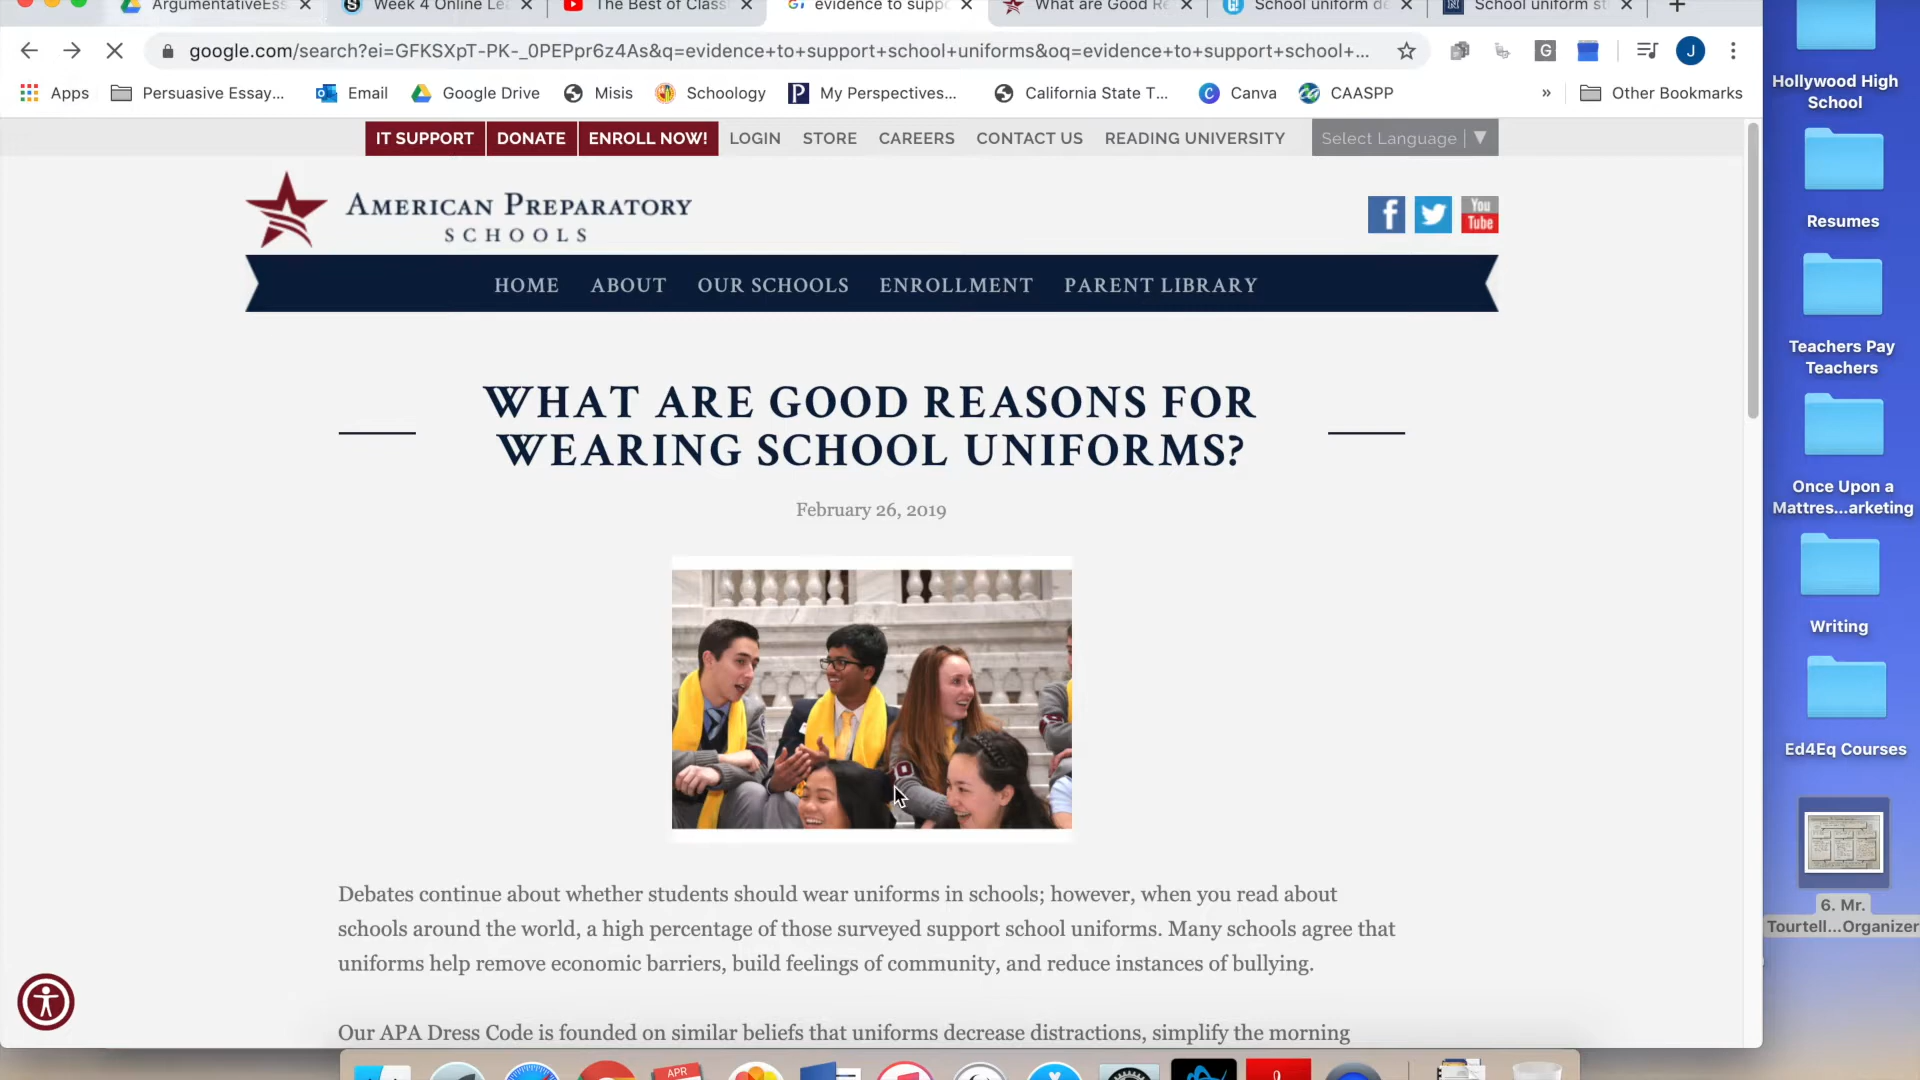 ArgumentativeEss
Week 4 Online Le
The Best of Classi
evidence to supp
What are Good Re
School uniform de
School uniform st
google.com/search?ei=GFKSXpT-PK-_0PEPpr6z4As&q=evidence+to+support+school+uniforms&oq=evidence+to+support+school+...
G
J
Apps
Persuasive Essay...
Email
Google Drive
Misis
Schoology
P
My Perspectives...
California State T...
Canva
CAASPP
»
Other Bookmarks
IT SUPPORT
DONATE
ENROLL NOW!
LOGIN
STORE
CAREERS
CONTACT US
READING UNIVERSITY
Select Language
AMERICAN PREPARATORY
SCHOOLS
You
Tube
HOME
ABOUT
OUR SCHOOLS
ENROLLMENT
PARENT LIBRARY
WHAT ARE GOOD REASONS FOR
WEARING SCHOOL UNIFORMS?
February 26, 2019
Debates continue about whether students should wear uniforms in schools; however, when you read about
schools around the world, a high percentage of those surveyed support school uniforms. Many schools agree that
uniforms help remove economic barriers, build feelings of community, and reduce instances of bullying.
Our APA Dress Code is founded on similar beliefs that uniforms decrease distractions, simplify the morning
Hollywood High
School
Resumes
Teachers Pay
Teachers
Once Upon a
Mattres...arketing
Writing
Ed4Eq Courses
6. Mr.
Tourtell...Organizer
APR